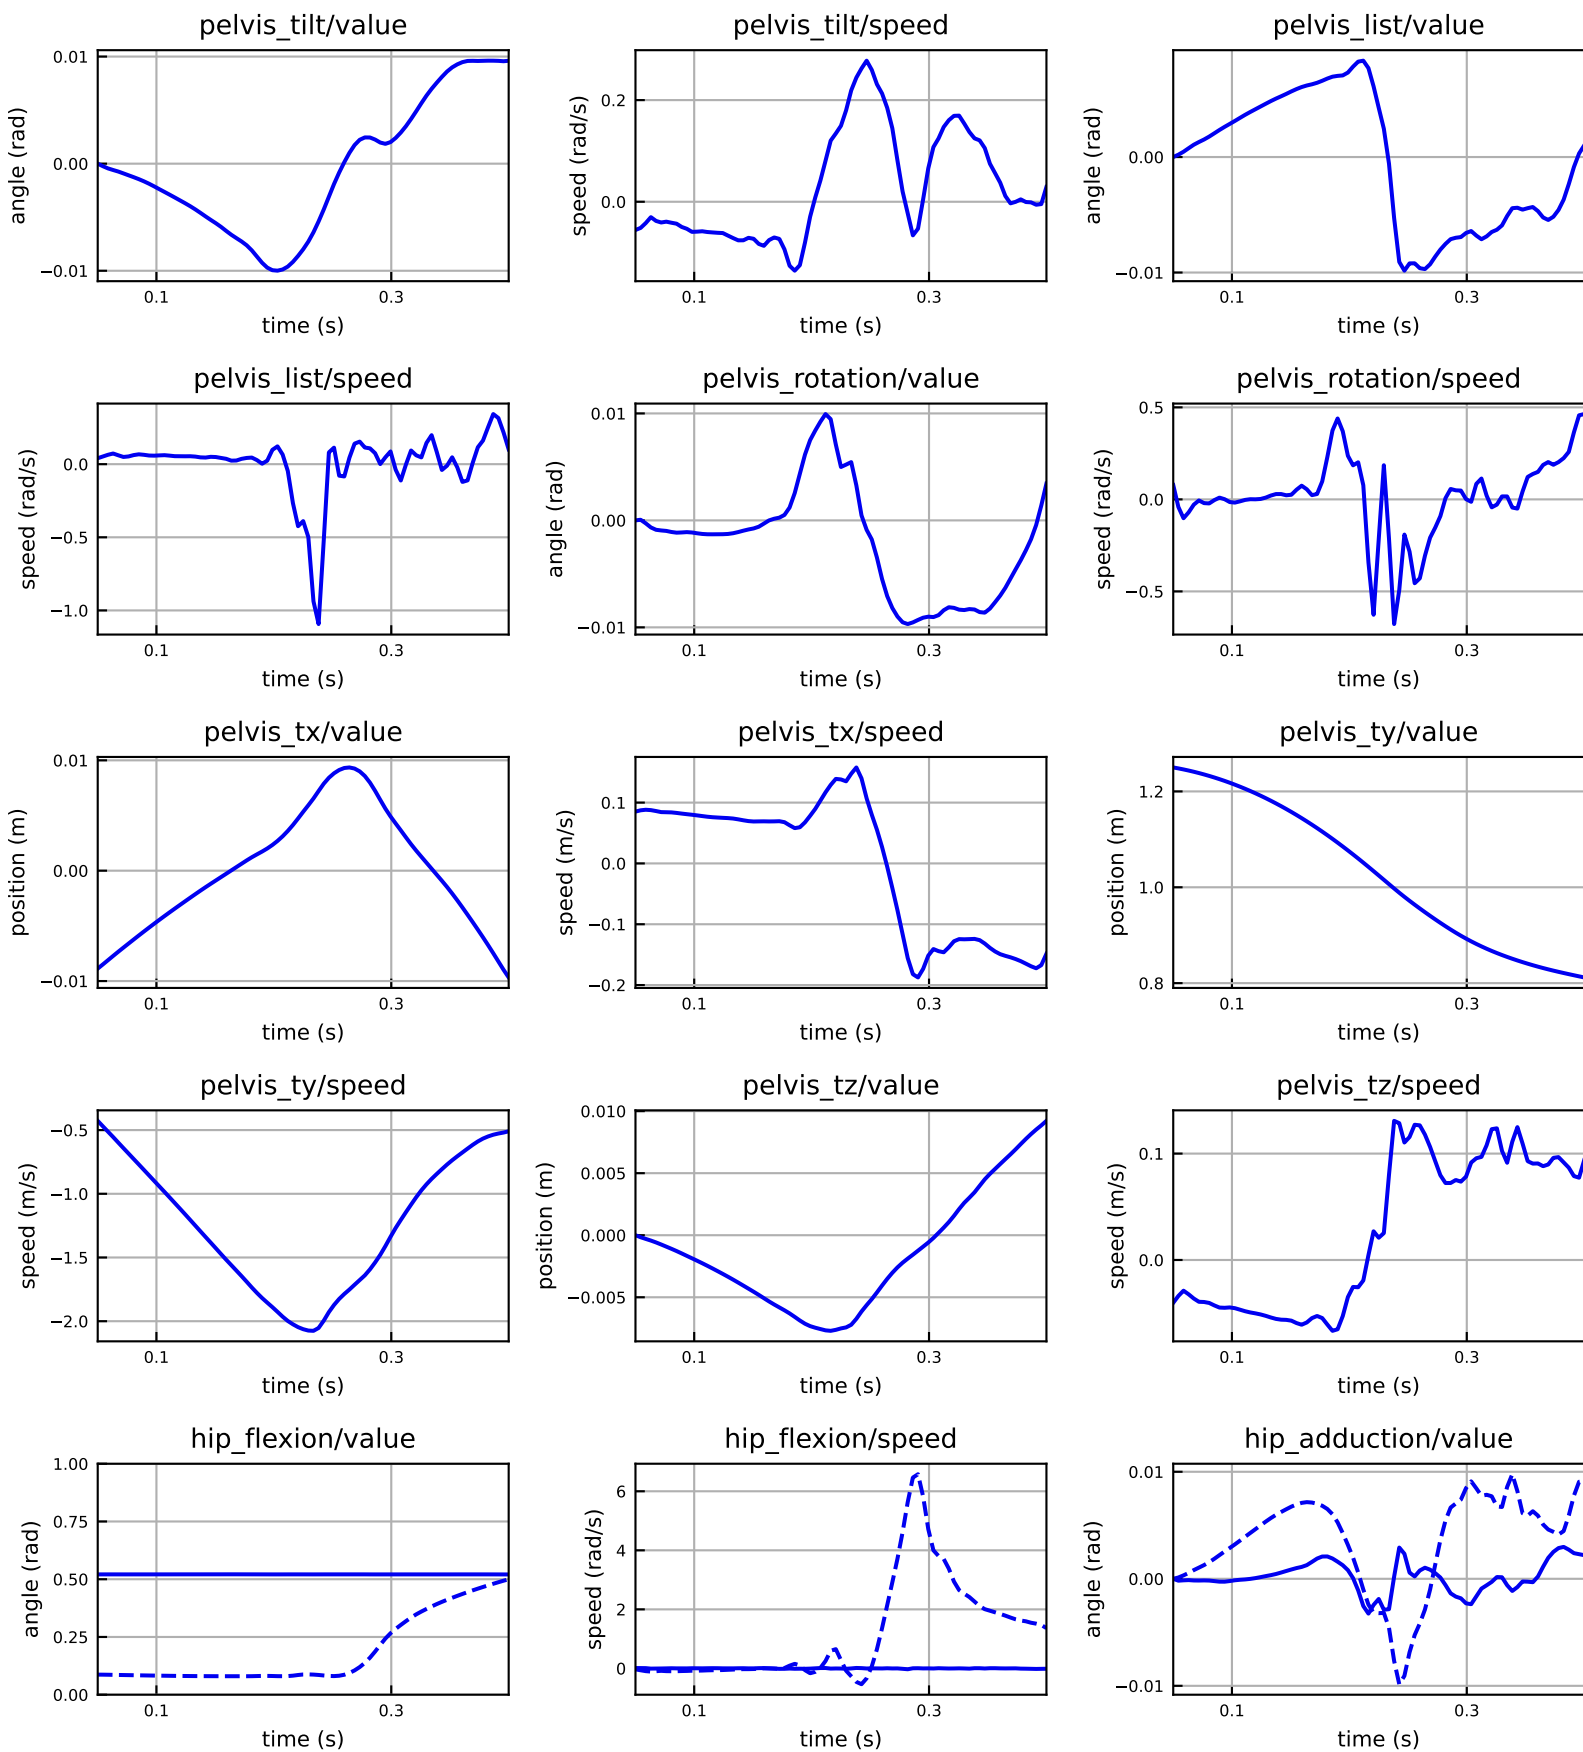 pelvis_tilt/value
pelvis_tilt/speed
pelvis_list/value
angle (rad)
0.01
0.00
−0.01
0.1
0.3
time (s)
speed (rad/s)
0.2
0.0
0.1
0.3
time (s)
angle (rad)
0.00
−0.01
0.1
0.3
time (s)
pelvis_list/speed
pelvis_rotation/value
pelvis_rotation/speed
speed (rad/s)
0.0
−0.5
−1.0
0.1
0.3
time (s)
angle (rad)
0.01
0.00
−0.01
0.1
0.3
time (s)
speed (rad/s)
0.5
0.0
−0.5
0.1
0.3
time (s)
pelvis_tx/value
pelvis_tx/speed
pelvis_ty/value
position (m)
0.01
0.00
−0.01
0.1
0.3
time (s)
speed (m/s)
0.1
0.0
−0.1
−0.2
0.1
0.3
time (s)
position (m)
1.2
1.0
0.8
0.1
0.3
time (s)
pelvis_ty/speed
pelvis_tz/value
pelvis_tz/speed
speed (m/s)
−0.5
−1.0
−1.5
−2.0
0.1
0.3
time (s)
position (m)
0.010
0.005
0.000
−0.005
0.1
0.3
time (s)
speed (m/s)
0.1
0.0
0.1
0.3
time (s)
hip_flexion/value
hip_flexion/speed
hip_adduction/value
angle (rad)
1.00
0.75
0.50
0.25
0.00
0.1
0.3
time (s)
speed (rad/s)
6
4
2
0
0.1
0.3
time (s)
angle (rad)
0.01
0.00
−0.01
0.1
0.3
time (s)